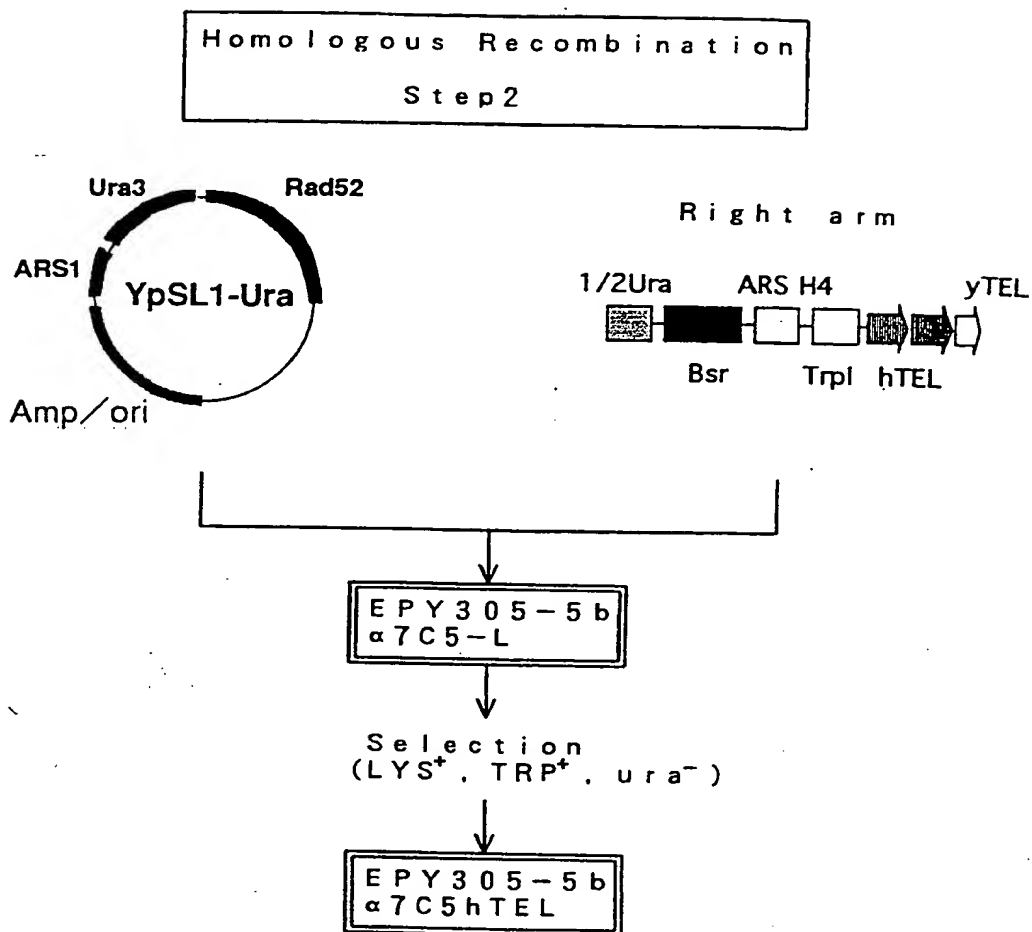 Homologous Recombination
Step2
Ura3
Rad52
ARS1
YpSL1-Ura
Amp/ori
Right arm
1/2Ura
ARS H4
yTEL
Bsr
TrpI
hTEL
EPY305-5b
α7C5-L
Selection
(LYS+, TRP+, ura-)
EPY305-5b
α7C5hTEL